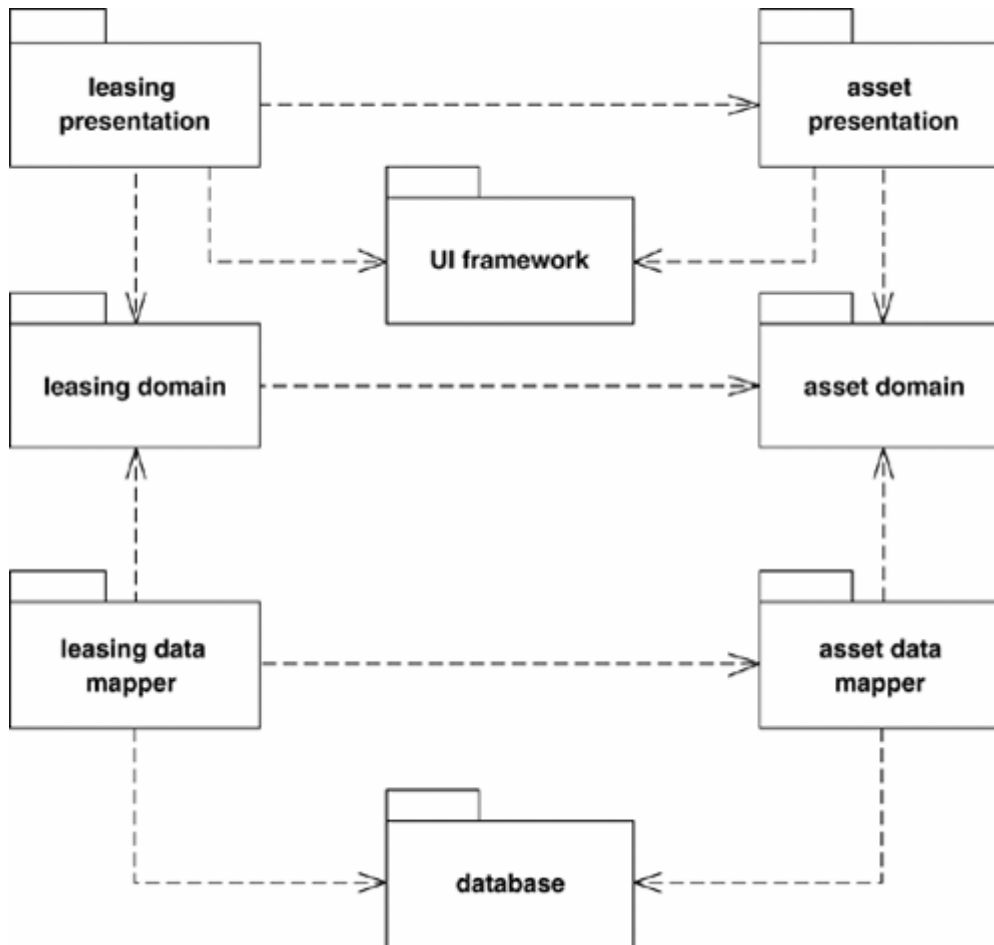 leasing
presentation
asset
presentation
UI framework
leasing domain
asset domain
leasing data
mapper
asset data
mapper
database